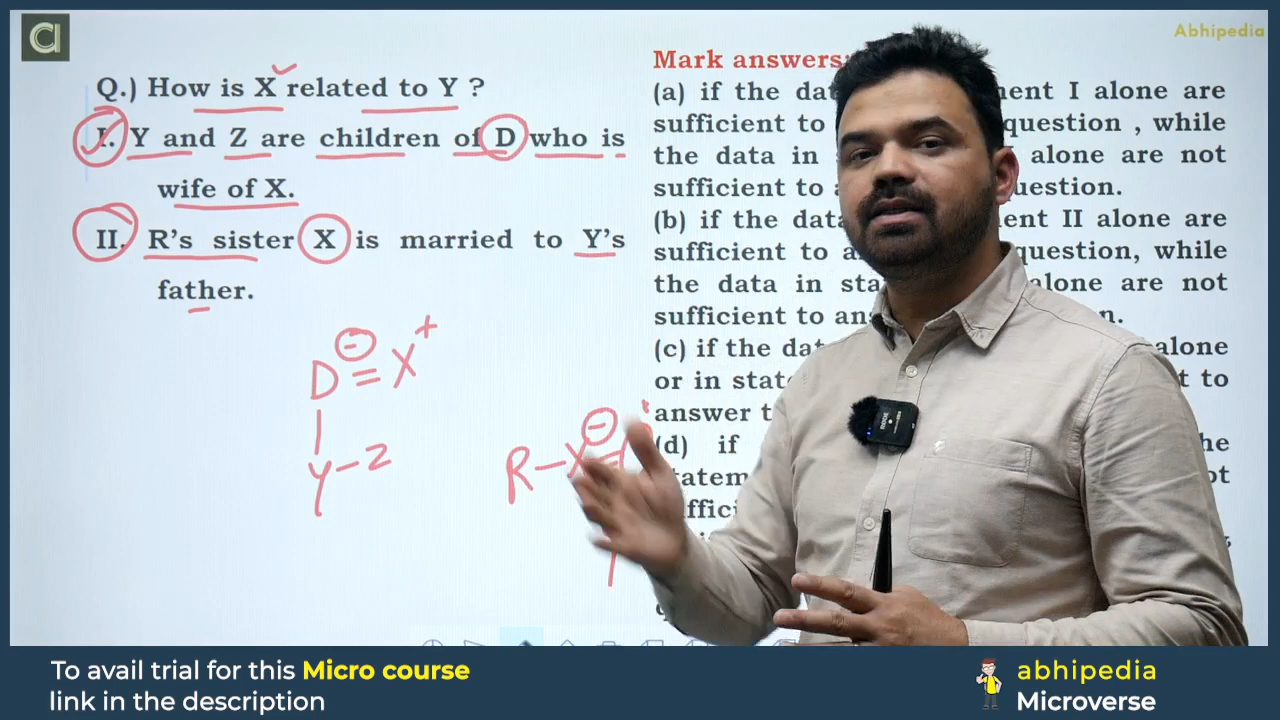 Abhipedia
Q.) How is X related to Y ?
I. Y and Z are children of D who is
wife of X.
II. R's sister X is married to Y's
father.
Mark answers:
(a) if the data ment I alone are
sufficient to question , while
the data in alone are not
sufficient to uestion.
(b) if the data ent II alone are
sufficient to question, while
the data in sta alone are not
sufficient to an n.
(c) if the dat alone
or in state t to
answer t
(d) if he
statem ot
suffici
D - = X +
Y - Z
R - X -
To avail trial for this Micro course
link in the description
abhipedia
Microverse